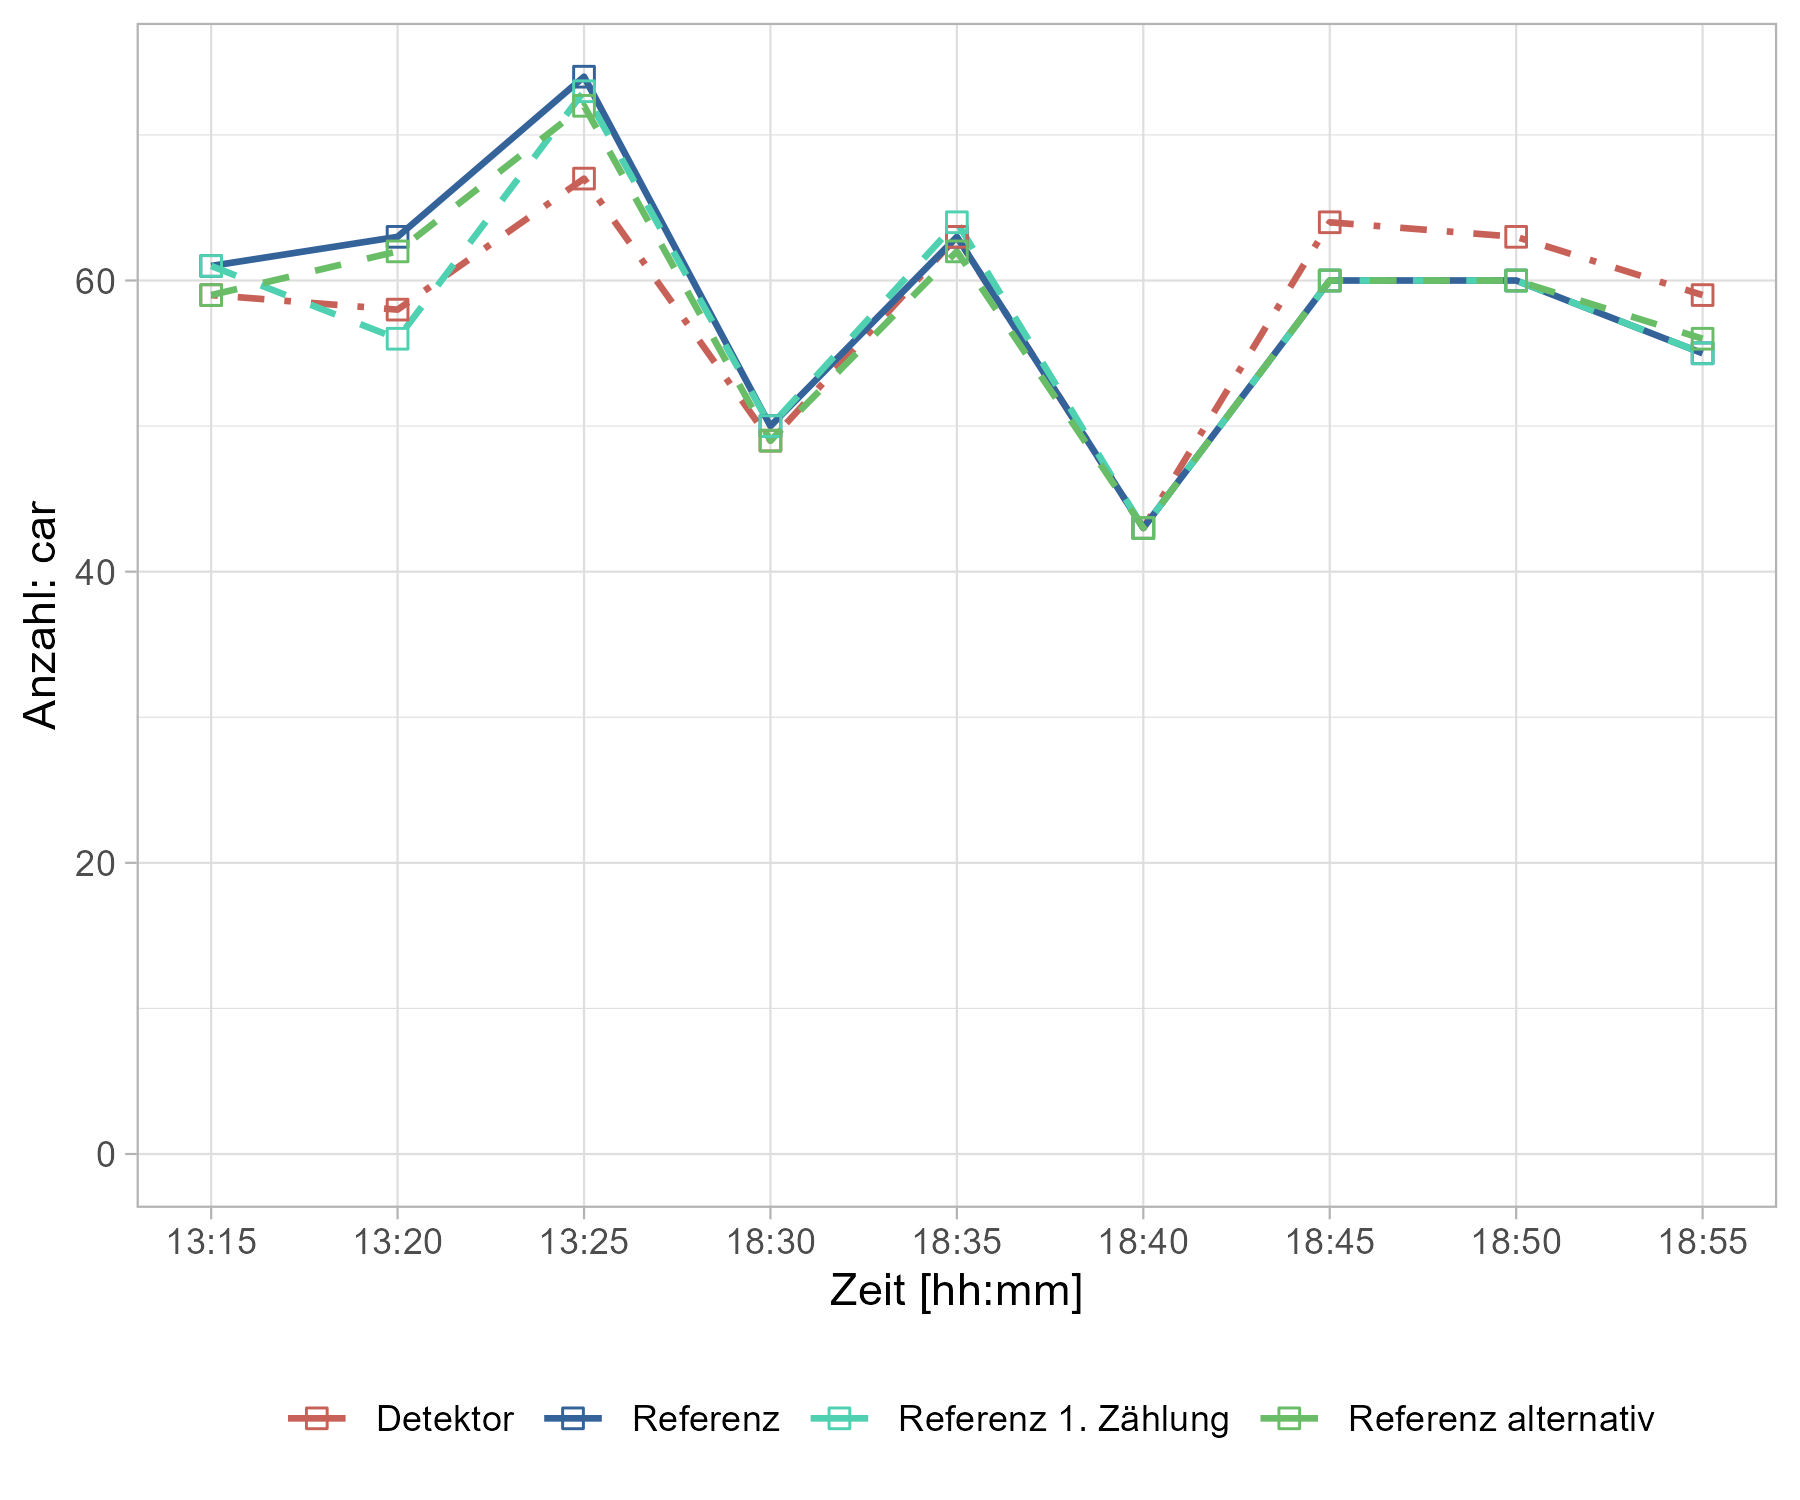 Anzahl: car
60
40
20
0
13:15 13:20 13:25 18:30 18:35 18:40 18:45 18:50 18:55
Zeit [hh:mm]
Detektor Referenz Referenz 1. Zählung Referenz alternativ